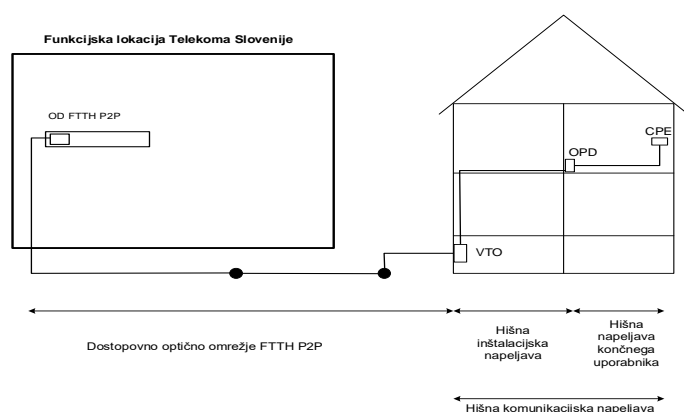 Funkcijska lokacija Telekoma Slovenije
OD FTTH P2P
CPE
OPD
VTO
Dostopovno optično omrežje FTTH P2P
Hišna
inštalacijska
napeljava
Hišna
napeljava
končnega
uporabnika
Hišna komunikacijska napeljava